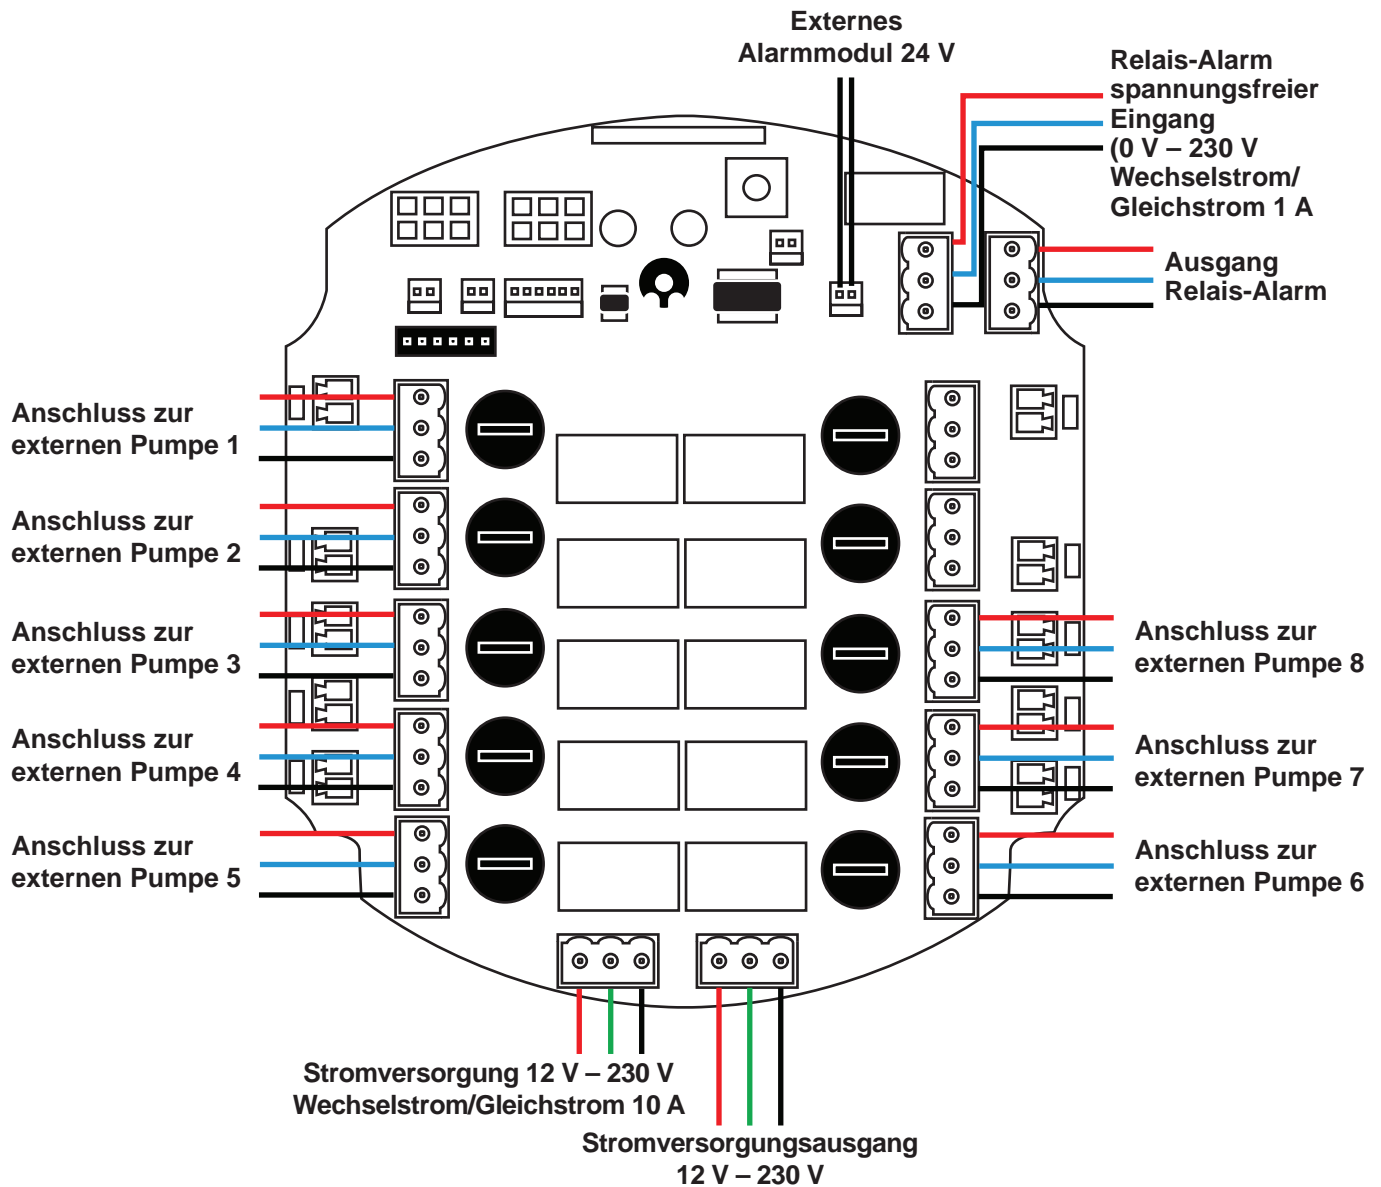 Externes
Alarmmodul 24 V
Relais-Alarm
spannungsfreier
Eingang
(0 V – 230 V
Wechselstrom/
Gleichstrom 1 A
Ausgang
Relais-Alarm
Anschluss zur
externen Pumpe 1
Anschluss zur
externen Pumpe 2
Anschluss zur
externen Pumpe 3
Anschluss zur
externen Pumpe 4
Anschluss zur
externen Pumpe 5
Anschluss zur
externen Pumpe 8
Anschluss zur
externen Pumpe 7
Anschluss zur
externen Pumpe 6
Stromversorgung 12 V – 230 V
Wechselstrom/Gleichstrom 10 A
Stromversorgungsausgang
12 V – 230 V